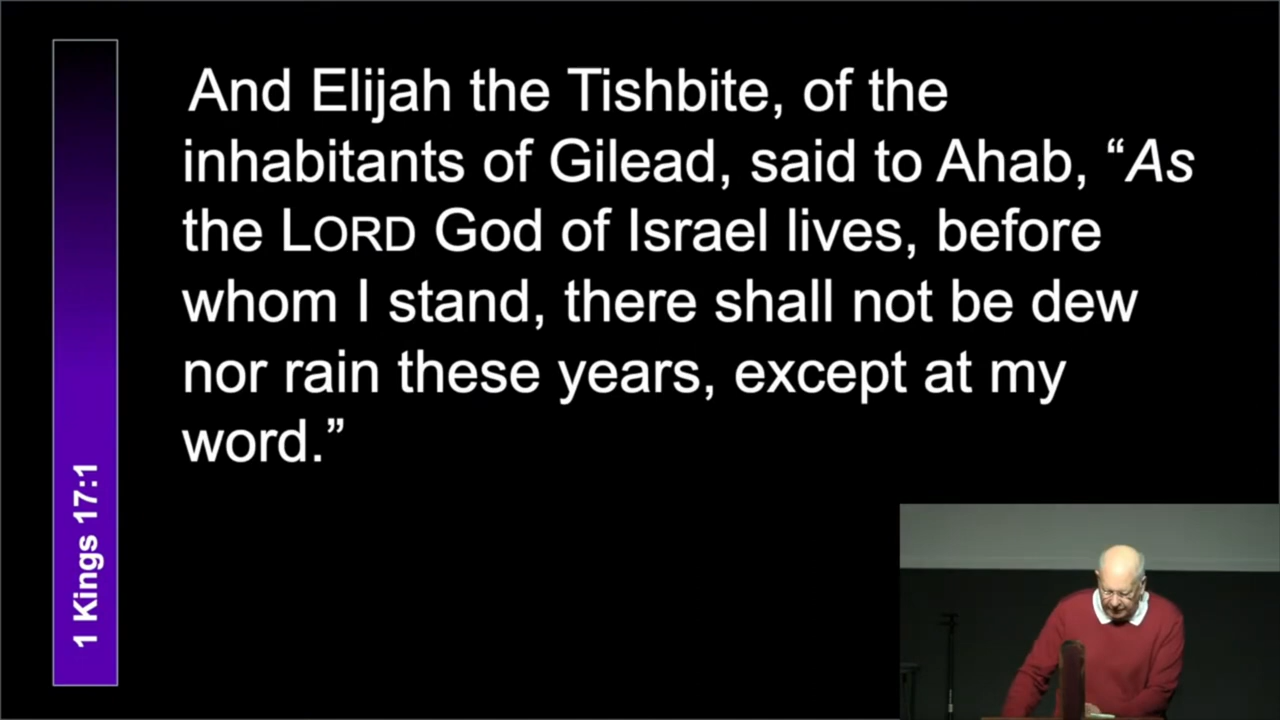 And Elijah the Tishbite, of the
inhabitants of Gilead, said to Ahab, “As
the LORD God of Israel lives, before
whom I stand, there shall not be dew
nor rain these years, except at my
word.”
1 Kings 17:1